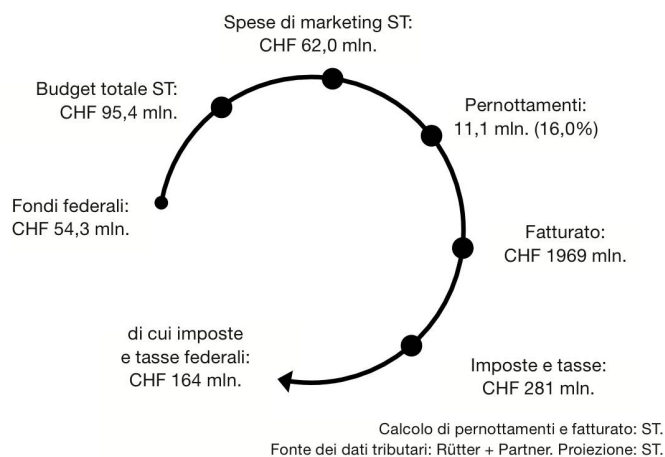 Spese di marketing ST:
CHF 62,0 mln.
Budget totale ST:
CHF 95,4 mln.
Pernottamenti:
11,1 mln. (16,0%)
Fondi federali:
CHF 54,3 mln.
Fatturato:
CHF 1969 mln.
di cui imposte
e tasse federali:
CHF 164 mln.
Imposte e tasse:
CHF 281 mln.
Calcolo di pernottamenti e fatturato: ST.
Fonte dei dati tributari: Rütter + Partner. Proiezione: ST.